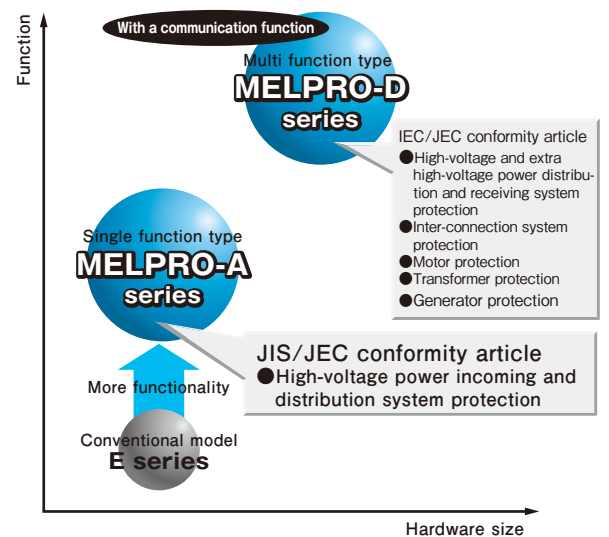 Function
With a communication function
Multi function type
MELPRO-D
series
IEC/JEC conformity article
●High-voltage and extra
high-voltage power distribu-
tion and receiving system
protection
●Inter-connection system
protection
●Motor protection
●Transformer protection
●Generator protection
Single function type
MELPRO-A
series
JIS/JEC conformity article
●High-voltage power incoming and
distribution system protection
More functionality
Conventional model
E series
Hardware size